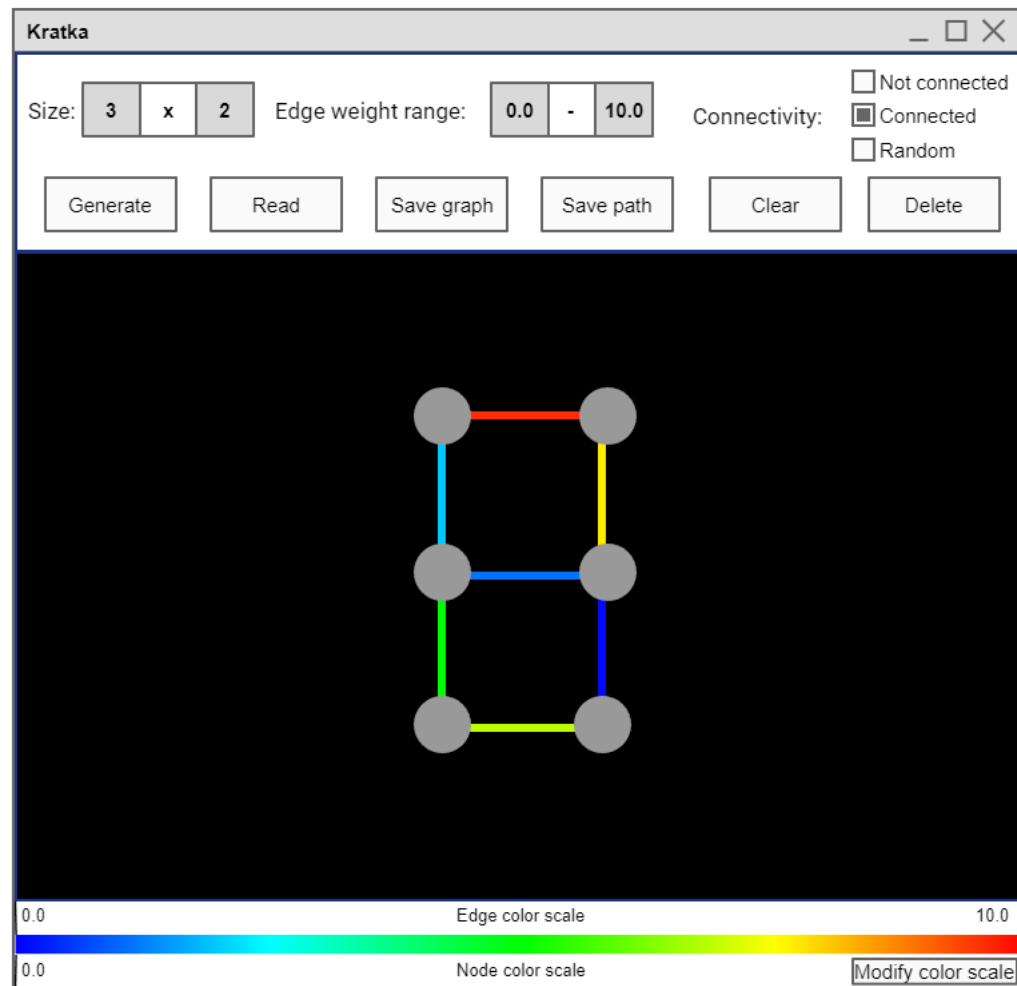 Kratka
Not connected
Size: 3 x 2 Edge weight range: 0.0 - 10.0 Connectivity: Connected
Random
Generate Read Save graph Save path Clear Delete
0.0 Edge color scale 10.0
0.0 Node color scale Modify color scale